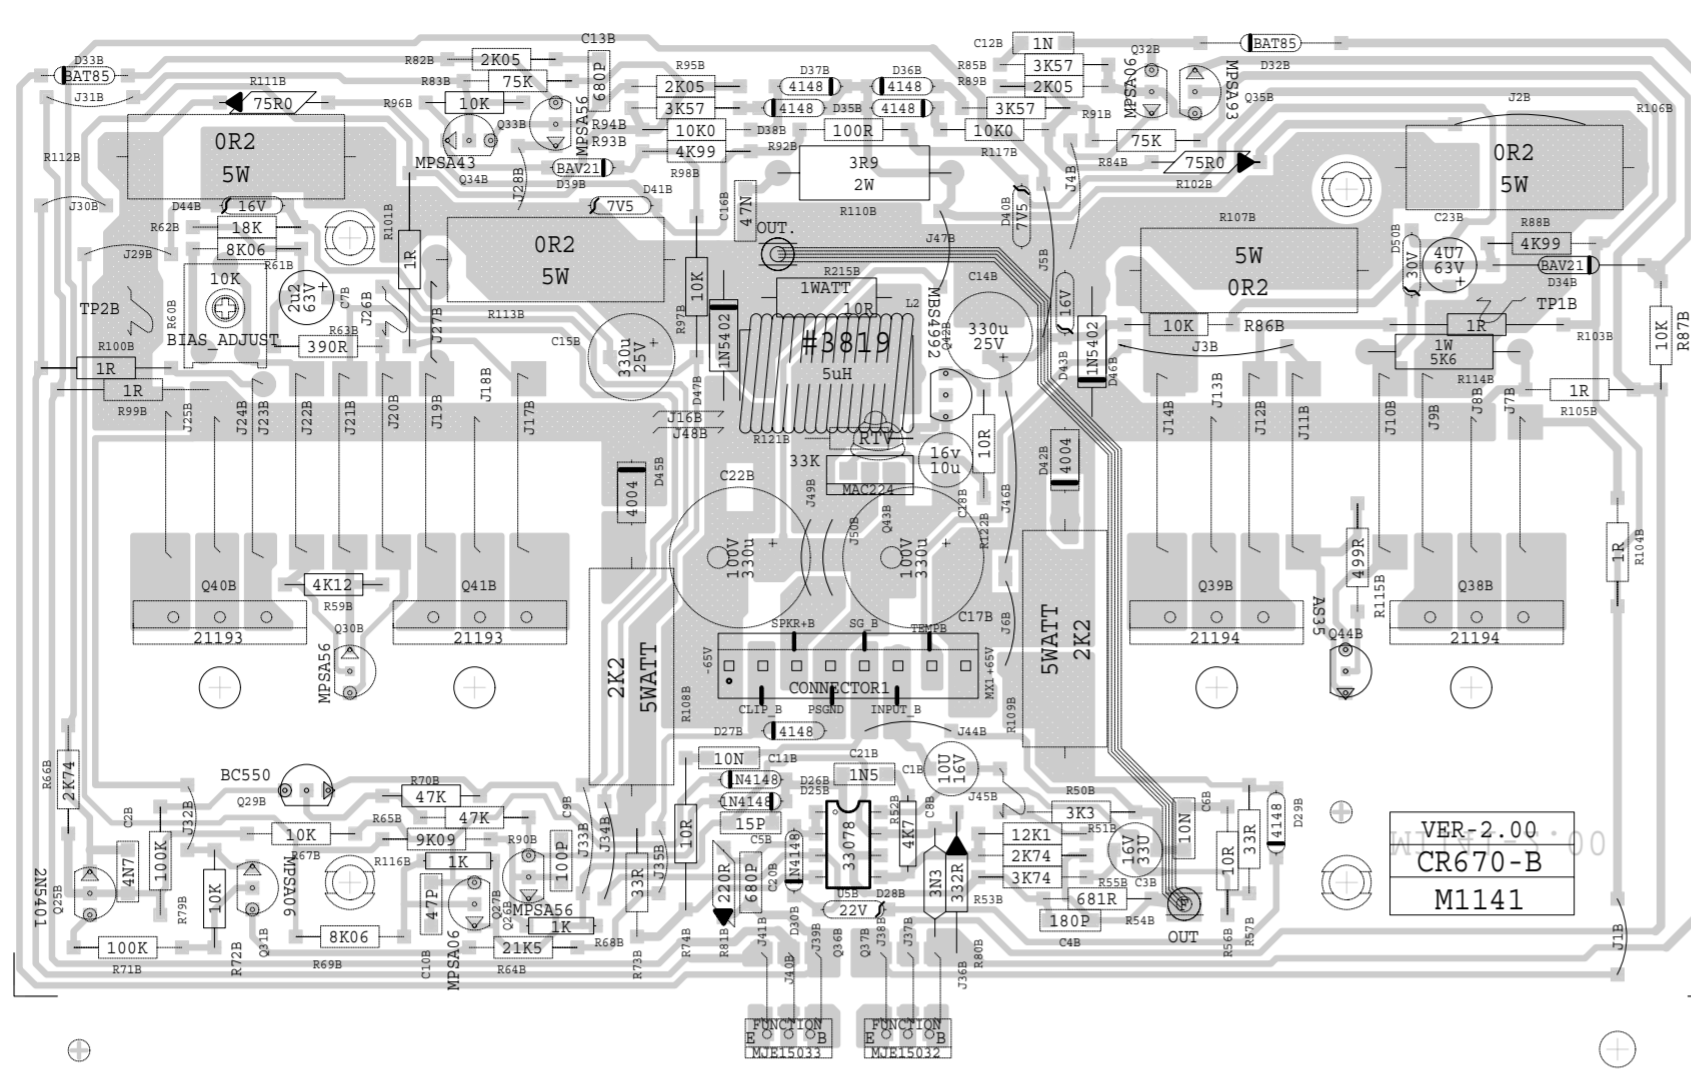 C13B
C12B
1N
Q32B
BAT85
D33B
BAT85
R82B
2K05
R95B
D37B
D36B
R85B
3K57
D32B
J31B
R111B
R83B
75K
680P
2K05
4148
4148
R89B
2K05
MPSA06
MPSA93
Q35B
J2B
75R0
R96B
10K
3K57
4148
D35B
4148
3K57
R91B
R106B
Q33B
MPSA56
R94B
10K0
D38B
100R
10K0
75K
0R2
5W
R112B
MPSA43
R93B
4K99
R92B
R117B
R84B
75R0
0R2
5W
Q34B
J28B
BAV21
D39B
R98B
3R9
2W
J4B
R102B
J30B
D44B
16V
D41B
7V5
C16B
47N
R110B
D40B
7V5
R107B
C23B
R88B
R62B
18K
R101B
OUT.
J47B
D50B
30V
4K99
J29B
8K06
R61B
1R
0R2
5W
J5B
5W
0R2
4U7
63V
BAV21
D34B
10K
2u2
63V
C7B
J26B
10K
R215B
1WATT
10R
L2
C14B
MPS4992
Q42B
16V
TP2B
R60B
J27B
R113B
TP1B
R103B
BIAS ADJUST
R63B
390R
C15B
330u
25V
R97B
1N5402
#3819
5uH
330u
25V
D43B
1N5402
D46B
10K
R86B
1R
10K
R87B
R100B
1R
J3B
1W
5K6
R114B
1R
R99B
J18B
D47B
1R
R105B
J25B
J24B
J23B
J22B
J21B
J20B
J19B
J17B
J16B
J48B
J14B
J13B
J12B
J11B
J10B
J9B
J8B
J7B
R121B
RTV
10R
D42B
4004
33K
16v
10u
D45B
4004
C22B
J49B
MAC224
C18B
J46B
100V
330u
J50B
Q43B
100V
330u
R122B
499R
1R
R104B
Q40B
4K12
R59B
Q41B
Q39B
R115B
Q38B
21193
Q30B
21193
SPKR+B
SG_B
TEMPB
C17B
J6B
21194
AS35
Q44B
21194
MPSA56
2K2
5WATT
-65V
CONNECTOR1
MX1
+65V
5WATT
2K2
R108B
CLIP_B
PSGND
INPUT_B
R109B
D27B
4148
J44B
R66B
2K74
BC550
Q29B
R70B
47K
10N
C11B
C21B
1N5
C1B
10U
16V
1N4148
D26B
D25B
J45B
R50B
C2B
J32B
R65B
47K
C9B
1N4148
R52B
C8B
3K3
C6B
D29B
10K
R67B
9K09
R90B
J33B
J34B
10R
15P
C5B
33078
4K7
12K1
R51B
16V
33U
10N
33R
14148
VER-2.00
4N7
100K
R116B
1K
100P
J35B
1N4148
2K74
10R
CR670-B
2N5401
Q25B
R79B
10K
MPSA06
47P
Q27B
Q26B
MPSA56
33R
220R
680P
C20B
U5B
D28B
3N3
332R
3K74
R55B
C3B
681R
M1141
1K
22V
R53B
R54B
F
100K
R71B
R72B
Q31B
8K06
R69B
C10B
MPSA06
21K5
R64B
R68B
R73B
R74B
R81B
J41B
D30B
J39B
Q36B
Q37B
J38B
J37B
R80B
180P
C4B
OUT
R56B
R57B
J1B
J40B
J36B
FUNCTION
E
B
MJE15033
FUNCTION
E
B
MJE15032